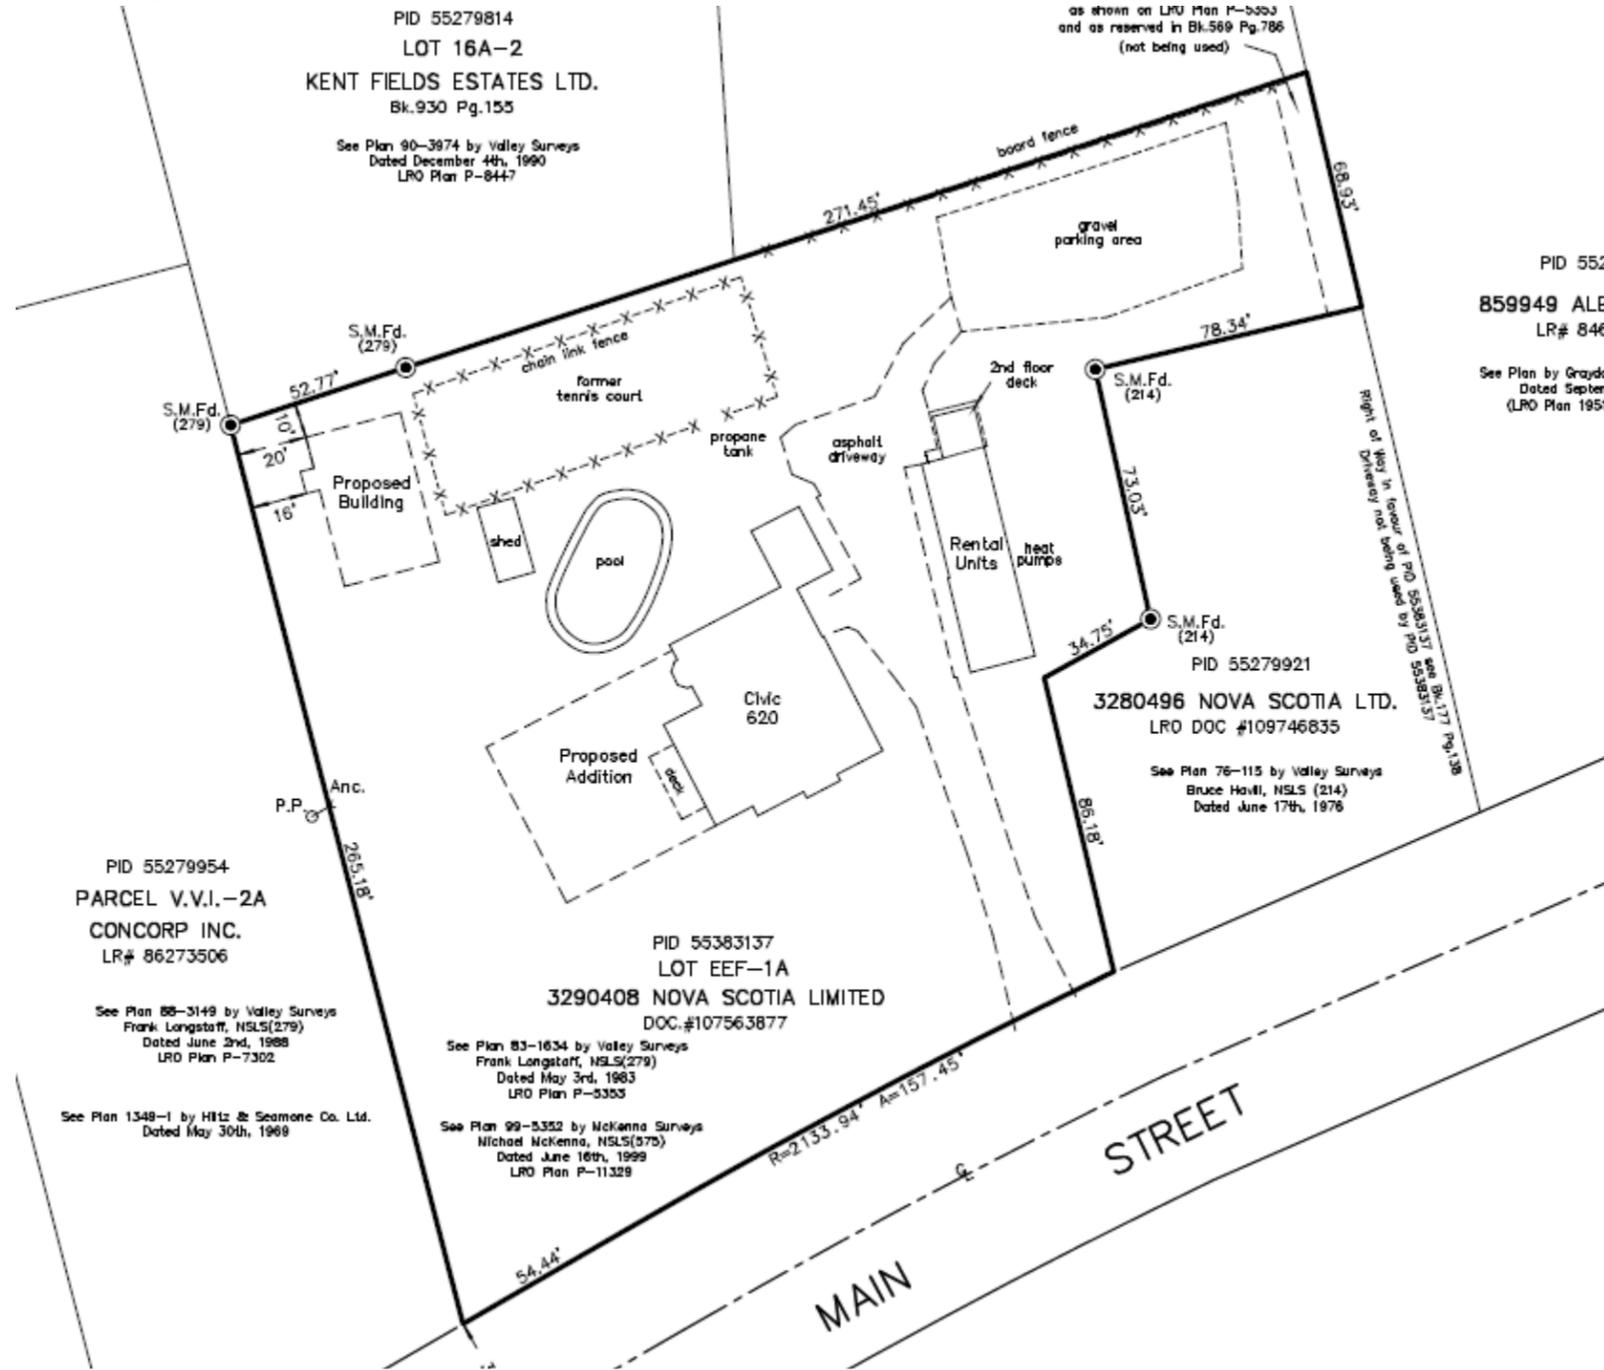 PID 55279814
LOT 16A-2
KENT FIELDS ESTATES LTD.
Bk.930 Pg.155
See Plan 90-3974 by Valley Surveys
Dated December 4th, 1990
LRO Plan P-8447
as shown on LRO Plan P-5353
and as reserved in Bk.569 Pg.786
(not being used)
board fence
271.45'
68.93'
gravel
parking area
PID 552
859949 ALB
LR# 846
See Plan by Grayd
Dated Septem
(LRO Plan 195
78.34'
S.M.Fd.
(279)
chain link fence
52.77'
S.M.Fd.
(279)
10'
20'
16'
former
tennis court
propane
tank
asphalt
driveway
2nd floor
deck
S.M.Fd.
(214)
73.03'
Right of Way in favour of PID 55383137 see Bk.177 Pg.138
Driveway not being used by PID 55383137
Proposed
Building
shed
pool
Rental
Units
heat
pumps
S.M.Fd.
(214)
34.75'
PID 55279921
3280496 NOVA SCOTIA LTD.
LRO DOC #109746835
See Plan 76-115 by Valley Surveys
Bruce Havill, NSLS (214)
Dated June 17th, 1976
Civic
620
Proposed
Addition
deck
Anc.
P.P.
86.18'
265.18'
PID 55279954
PARCEL V.V.I.-2A
CONCORP INC.
LR# 86273506
See Plan 88-3149 by Valley Surveys
Frank Longstaff, NSLS(279)
Dated June 2nd, 1988
LRO Plan P-7302
See Plan 1349-1 by Hiltz & Seamone Co. Ltd.
Dated May 30th, 1969
PID 55383137
LOT EEF-1A
3290408 NOVA SCOTIA LIMITED
DOC.#107563877
See Plan 83-1634 by Valley Surveys
Frank Longstaff, NSLS(279)
Dated May 3rd, 1983
LRO Plan P-5353
See Plan 99-5352 by McKenna Surveys
Michael McKenna, NSLS(575)
Dated June 16th, 1999
LRO Plan P-11329
R=2133.94' A=157.45'
54.44'
CL
MAIN STREET